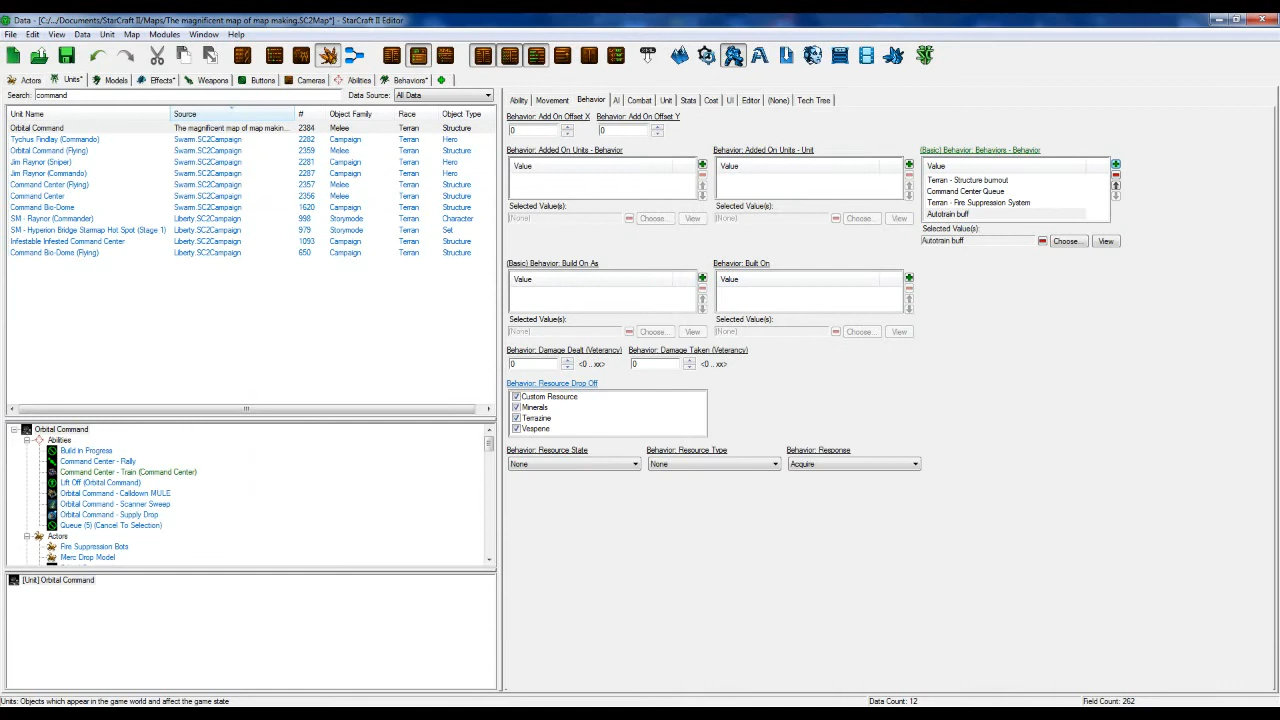 Data - [C:/.../Documents/StarCraft II/Maps/The magnificent map of map making.SC2Map*] - StarCraft II Editor
File Edit View Data Unit Map Modules Window Help
Actors Units* Models Effects* Weapons Buttons Cameras Abilities Behaviors*
Search: command Data Source: All Data
Unit Name Source # Object Family Race Object Type
Orbital Command The magnificent map of map makin... 2384 Melee Terran Structure
Tychus Findlay (Commando) Swarm.SC2Campaign 2282 Campaign Terran Hero
Orbital Command (Flying) Swarm.SC2Campaign 2359 Melee Terran Structure
Jim Raynor (Sniper) Swarm.SC2Campaign 2281 Campaign Terran Hero
Jim Raynor (Commando) Swarm.SC2Campaign 2287 Campaign Terran Hero
Command Center (Flying) Swarm.SC2Campaign 2357 Melee Terran Structure
Command Center Swarm.SC2Campaign 2356 Melee Terran Structure
Command Bio-Dome Swarm.SC2Campaign 1620 Campaign Terran Structure
SM - Raynor (Commander) Liberty.SC2Campaign 998 Storymode Terran Character
SM - Hyperion Bridge Starmap Hot Spot (Stage 1) Liberty.SC2Campaign 979 Storymode Terran Set
Infestable Infested Command Center Liberty.SC2Campaign 1093 Campaign Terran Structure
Command Bio-Dome (Flying) Liberty.SC2Campaign 650 Campaign Terran Structure
Orbital Command
Abilities
Build in Progress
Command Center - Rally
Command Center - Train (Command Center)
Lift Off (Orbital Command)
Orbital Command - Calldown MULE
Orbital Command - Scanner Sweep
Orbital Command - Supply Drop
Queue (5) (Cancel To Selection)
Actors
Fire Suppression Bots
Merc Drop Model
[Unit] Orbital Command
Ability Movement Behavior AI Combat Unit Stats Cost UI Editor (None) Tech Tree
Behavior: Add On Offset X Behavior: Add On Offset Y
0 0
Behavior: Added On Units - Behavior Behavior: Added On Units - Unit (Basic) Behavior: Behaviors - Behavior
Value Value Value
Terran - Structure burnout
Command Center Queue
Terran - Fire Suppression System
Autotrain buff
Selected Value(s): Selected Value(s): Selected Value(s):
(None) Choose... View (None) Choose... View Autotrain buff Choose... View
(Basic) Behavior: Build On As Behavior: Built On
Value Value
Selected Value(s): Selected Value(s):
(None) Choose... View (None) Choose... View
Behavior: Damage Dealt (Veterancy) Behavior: Damage Taken (Veterancy)
0 <0 .. xx> 0 <0 .. xx>
Behavior: Resource Drop Off
Custom Resource
Minerals
Terrazine
Vespene
Behavior: Resource State Behavior: Resource Type Behavior: Response
None None Acquire
Units: Objects which appear in the game world and affect the game state Data Count: 12 Field Count: 262